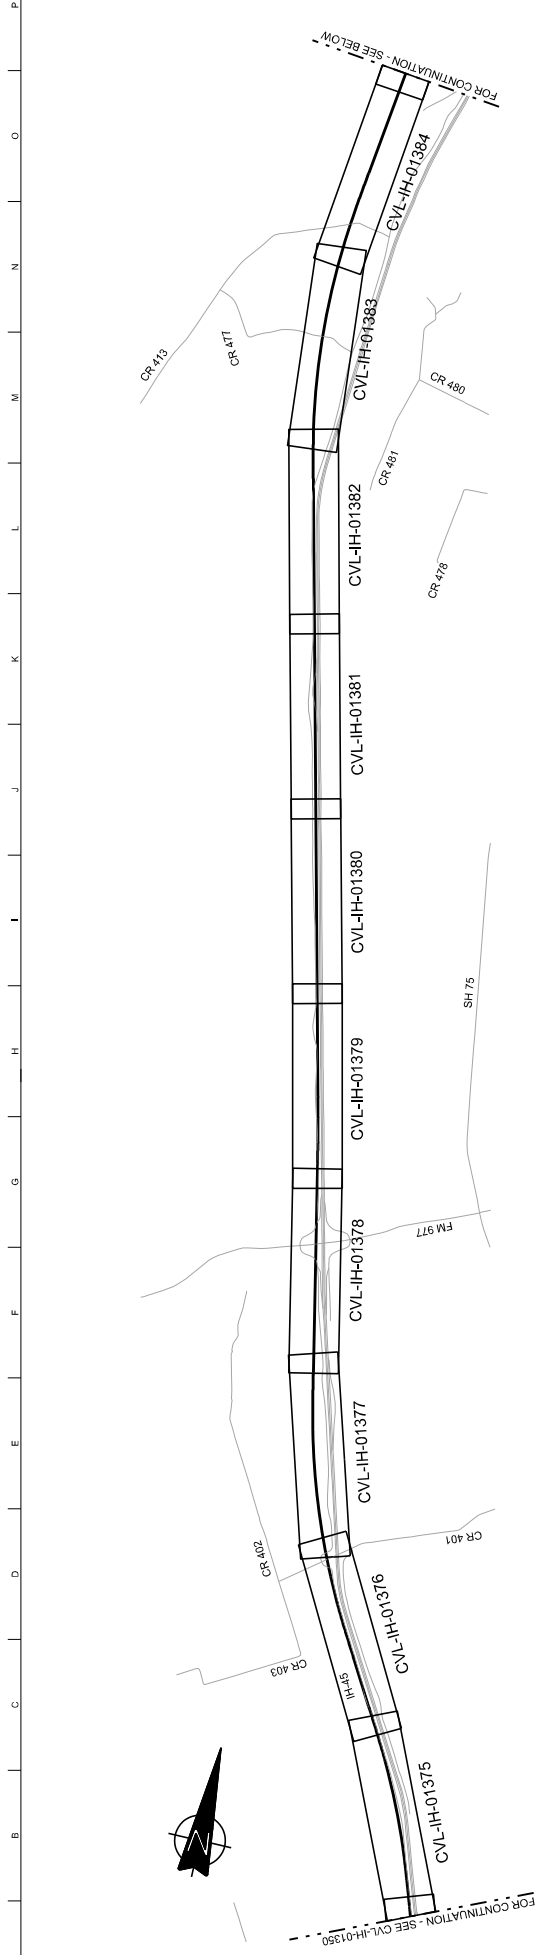 P
FOR CONTINUATION - SEE BELOW
O
CVL-IH-01384
N
CVL-IH-01383
CR 477
CR 413
M
CR 480
CR 481
L
CVL-IH-01382
CR 478
K
CVL-IH-01381
J
CVL-IH-01380
I
SH 75
H
CVL-IH-01379
G
FM 977
CVL-IH-01378
F
E
CVL-IH-01377
CR 401
CR 402
D
CVL-IH-01376
CR 403
IH-45
C
CVL-IH-01375
B
N
FOR CONTINUATION - SEE CVL-IH-01350